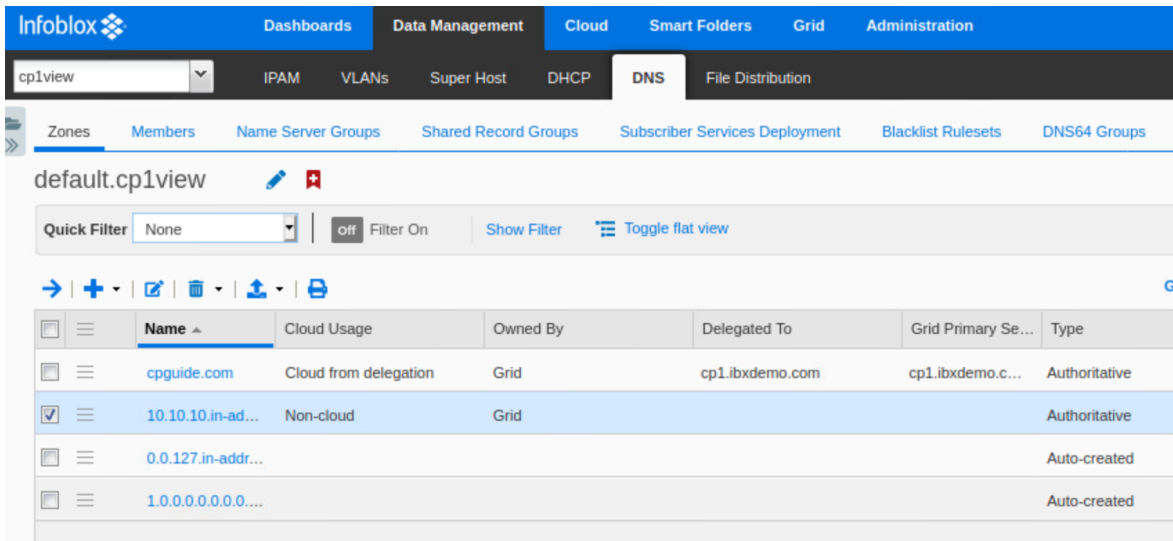 Infoblox Dashboards Data Management Cloud Smart Folders Grid Administration
cp1view IPAM VLANs Super Host DHCP DNS File Distribution
Zones Members Name Server Groups Shared Record Groups Subscriber Services Deployment Blacklist Rulesets DNS64 Groups
default.cp1view
Quick Filter None Off Filter On Show Filter Toggle flat view
G
Name Cloud Usage Owned By Delegated To Grid Primary Se... Type
cpguide.com Cloud from delegation Grid cp1.ibxdemo.com cp1.ibxdemo.c... Authoritative
10.10.10.in-ad... Non-cloud Grid Authoritative
0.0.127.in-addr... Auto-created
1.0.0.0.0.0.0.0.... Auto-created